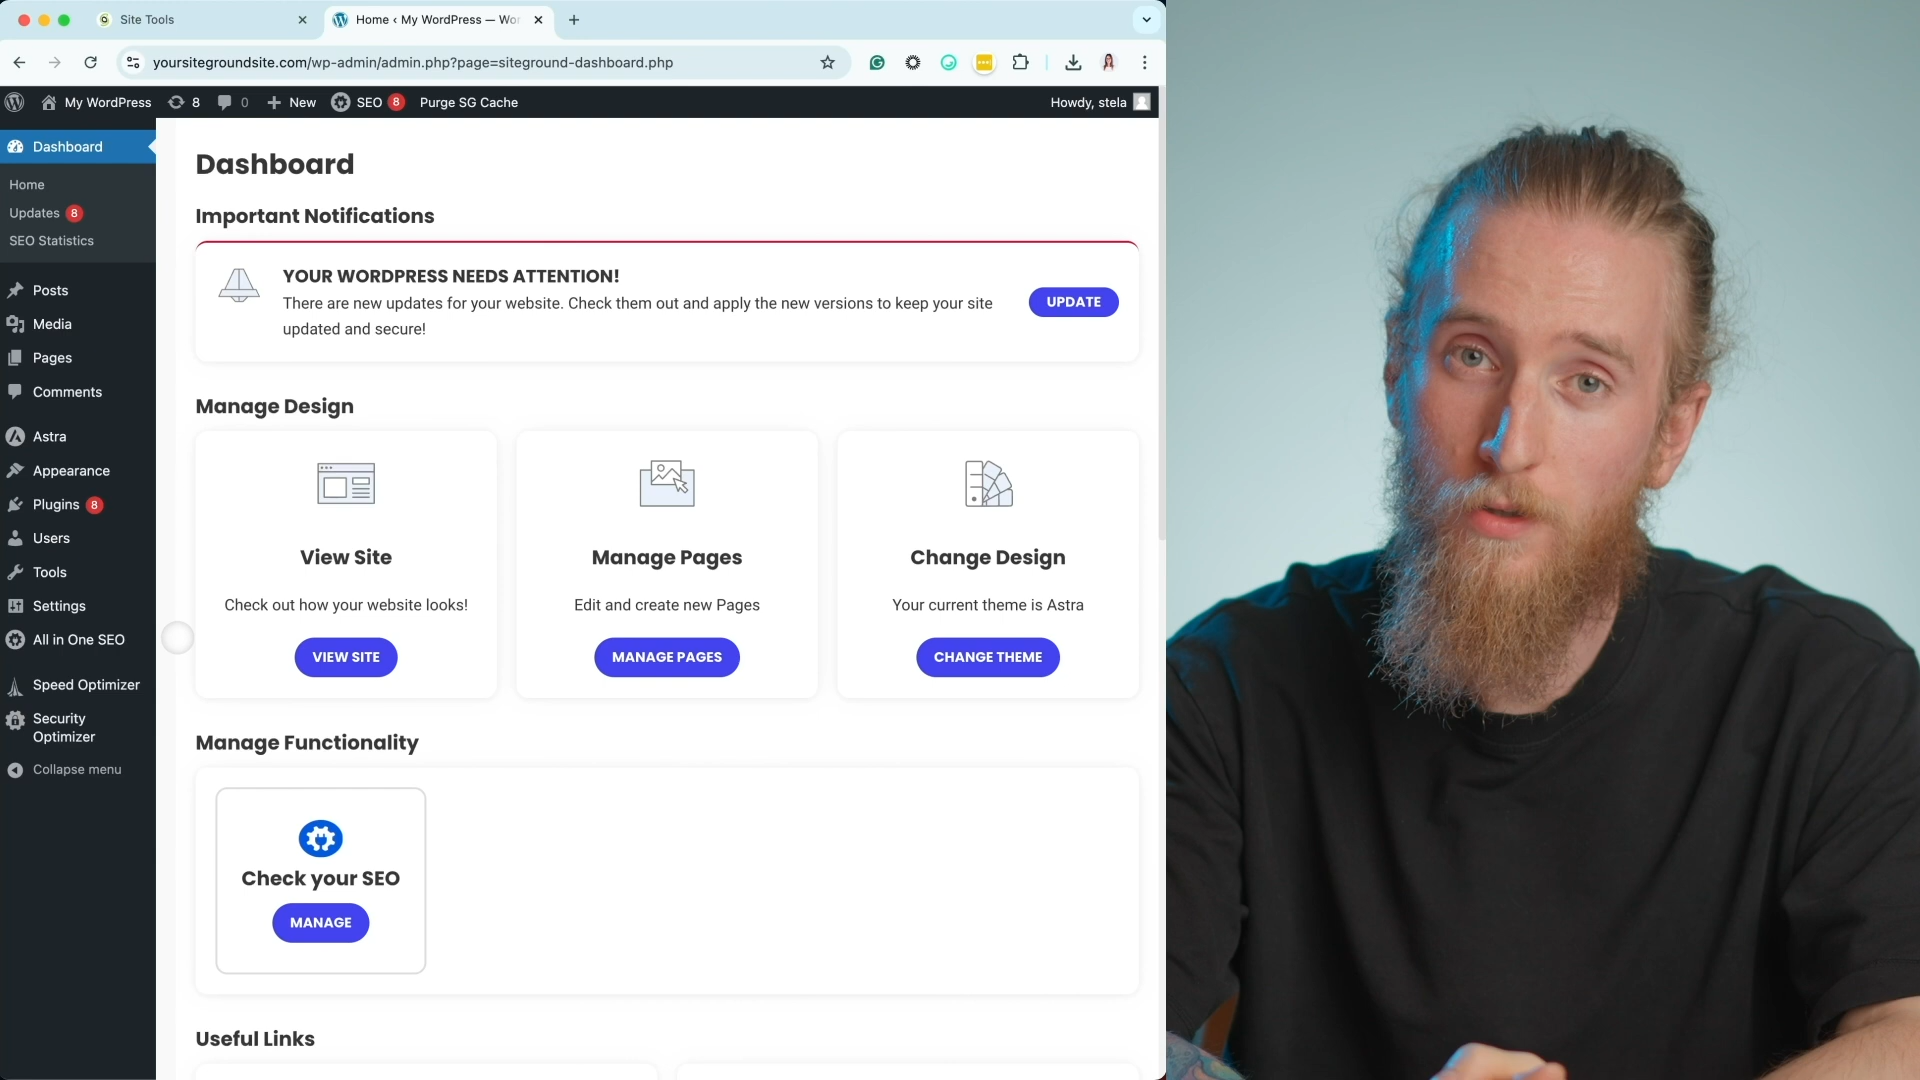 Site Tools
Home ‹ My WordPress — Wor
yoursitegroundsite.com/wp-admin/admin.php?page=siteground-dashboard.php
My WordPress 8 0 New SEO 8 Purge SG Cache Howdy, stela
Dashboard
Home
Updates 8
SEO Statistics
Posts
Media
Pages
Comments
Astra
Appearance
Plugins 8
Users
Tools
Settings
All in One SEO
Speed Optimizer
Security
Optimizer
Collapse menu
Dashboard
Important Notifications
YOUR WORDPRESS NEEDS ATTENTION!
There are new updates for your website. Check them out and apply the new versions to keep your site
updated and secure!
UPDATE
Manage Design
View Site
Check out how your website looks!
VIEW SITE
Manage Pages
Edit and create new Pages
MANAGE PAGES
Change Design
Your current theme is Astra
CHANGE THEME
Manage Functionality
Check your SEO
MANAGE
Useful Links